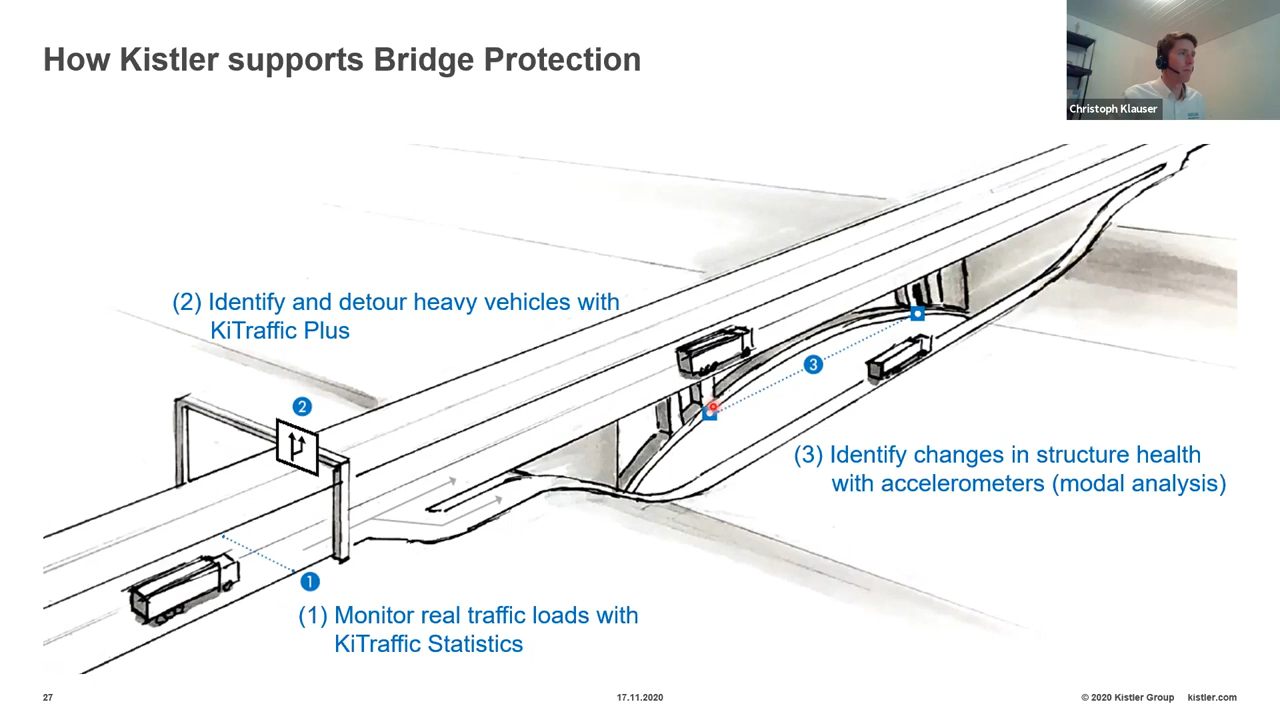 How Kistler supports Bridge Protection
Christoph Klauser
(2) Identify and detour heavy vehicles with
KiTraffic Plus
2
3
(3) Identify changes in structure health
with accelerometers (modal analysis)
1
(1) Monitor real traffic loads with
KiTraffic Statistics
27
17.11.2020
© 2020 Kistler Group kistler.com